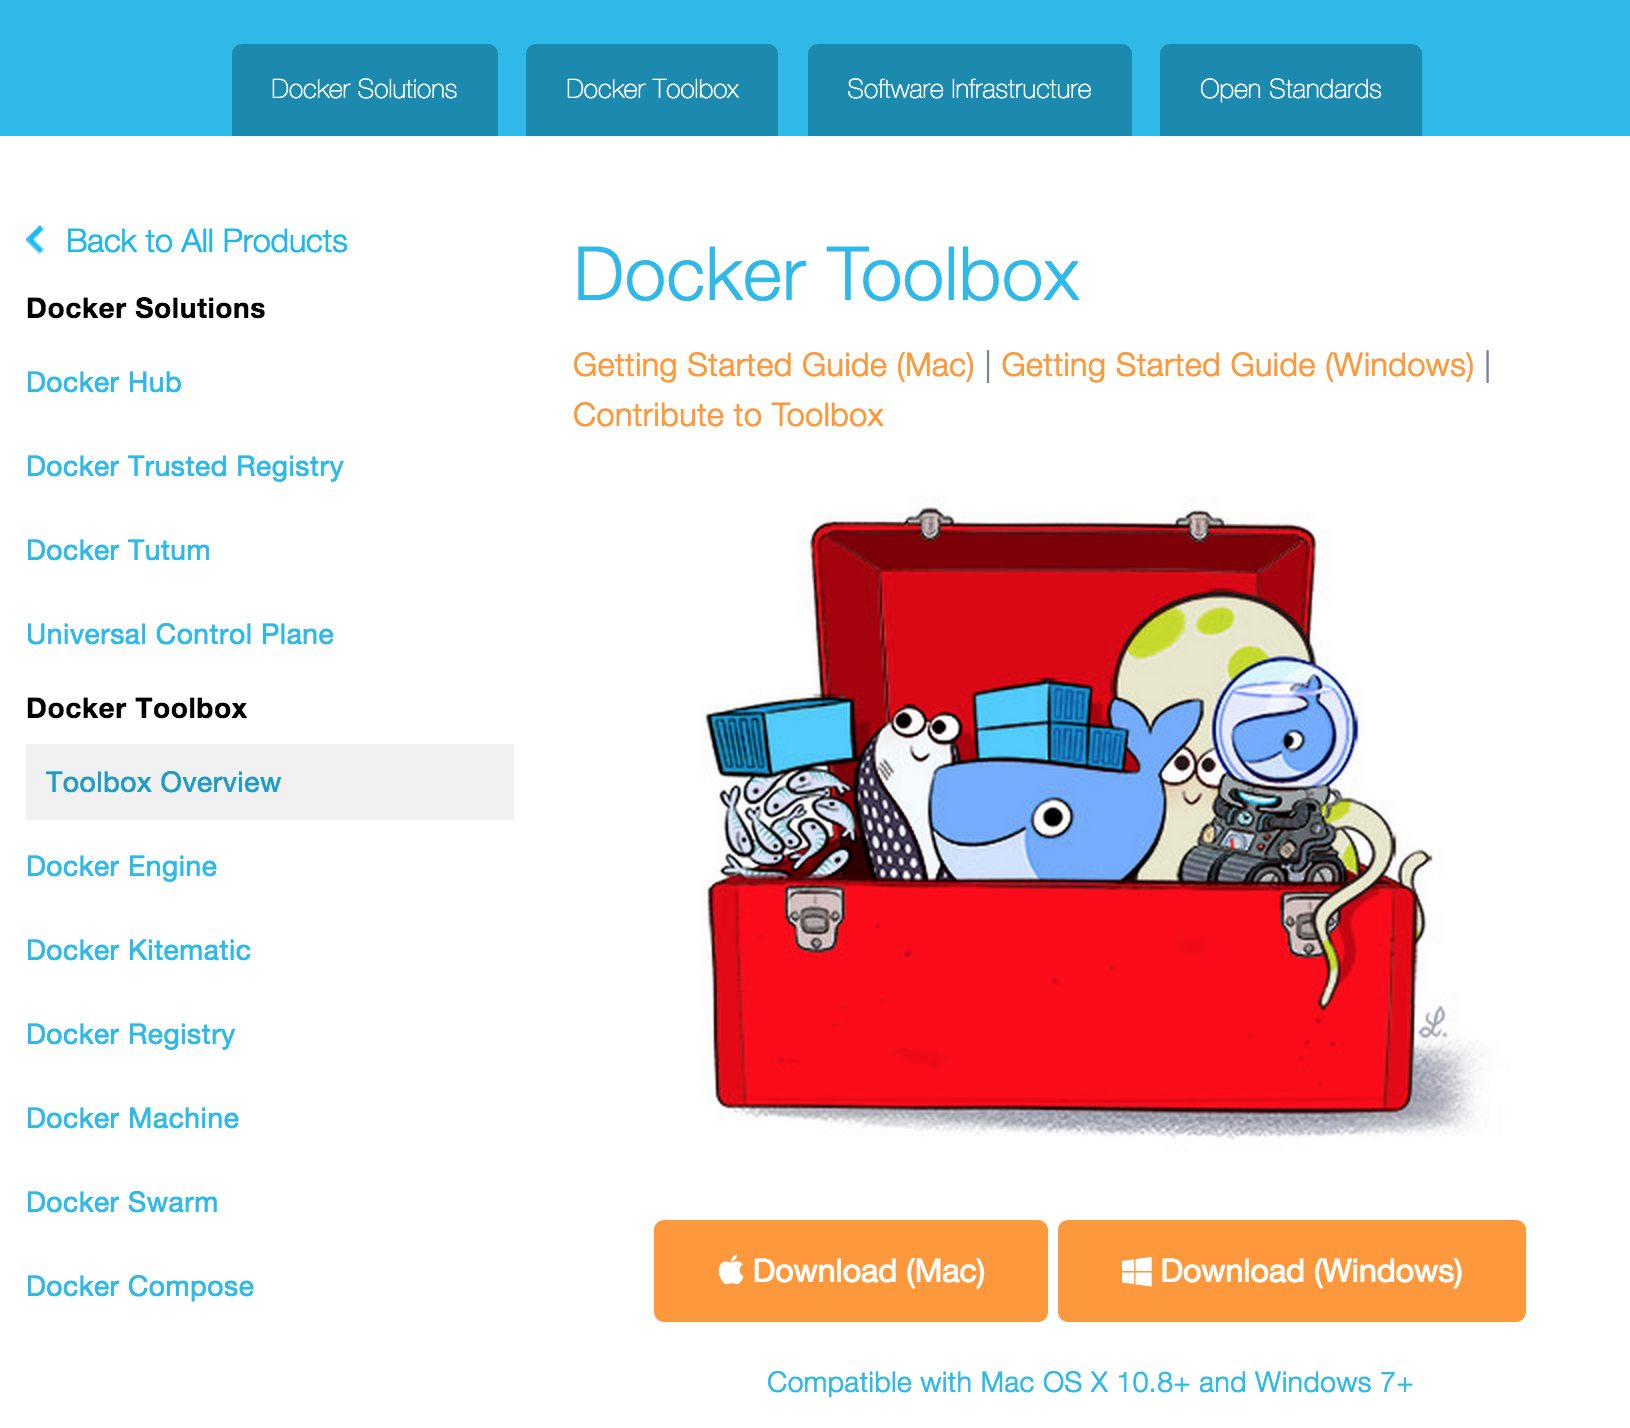 Docker Solutions
Docker Toolbox
Software Infrastructure
Open Standards
Back to All Products
Docker Solutions
Docker Hub
Docker Trusted Registry
Docker Tutum
Universal Control Plane
Docker Toolbox
Toolbox Overview
Docker Engine
Docker Kitematic
Docker Registry
Docker Machine
Docker Swarm
Docker Compose
Docker Toolbox
Getting Started Guide (Mac) | Getting Started Guide (Windows) |
Contribute to Toolbox
L.
Download (Mac)
Download (Windows)
Compatible with Mac OS X 10.8+ and Windows 7+